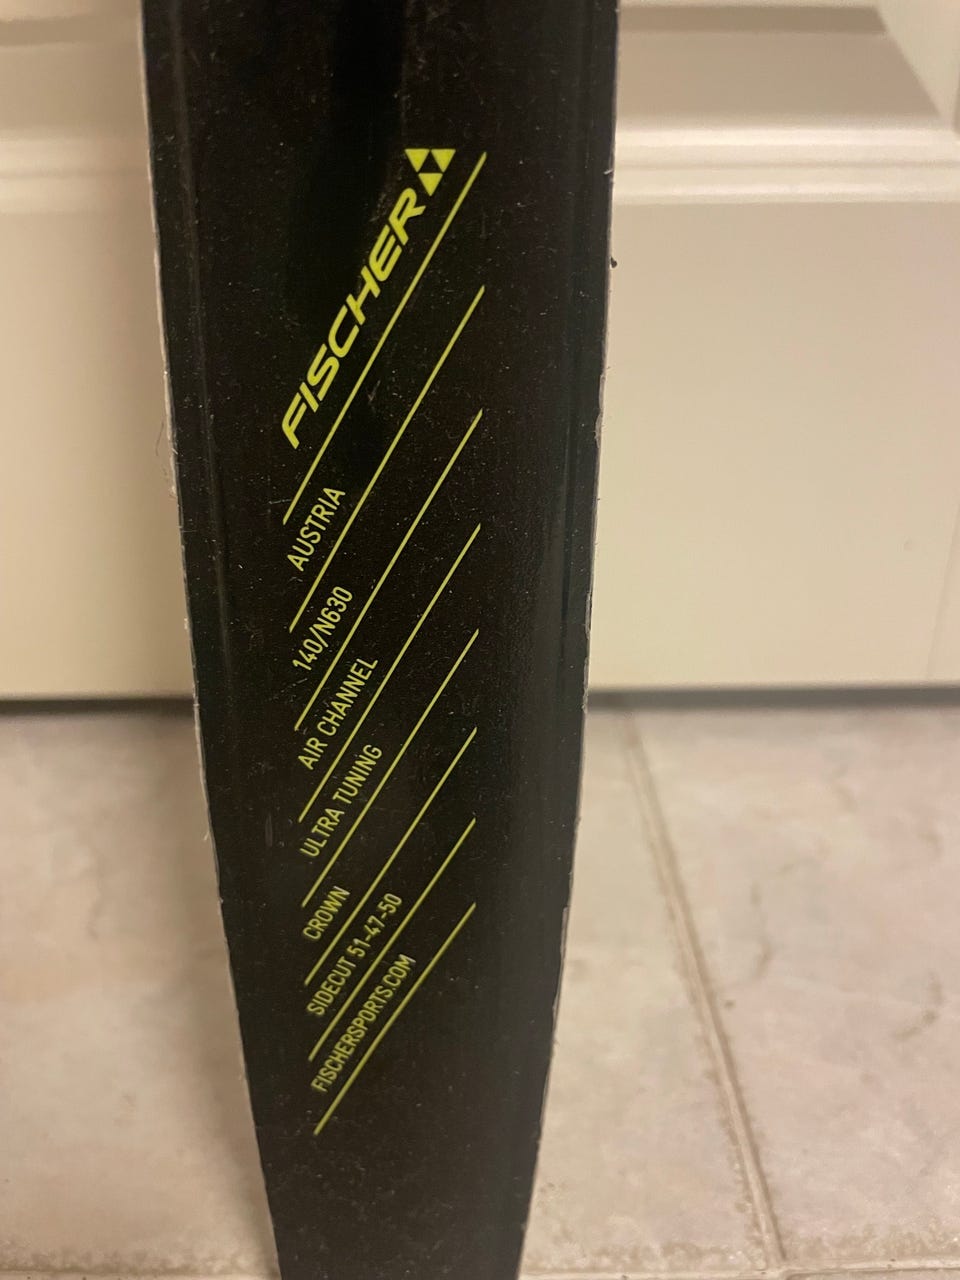 FISCHER
AUSTRIA
140/N630
AIR CHANNEL
ULTRA TUNING
CROWN
SIDECUT 51-47-50
FISCHERSPORTS.COM